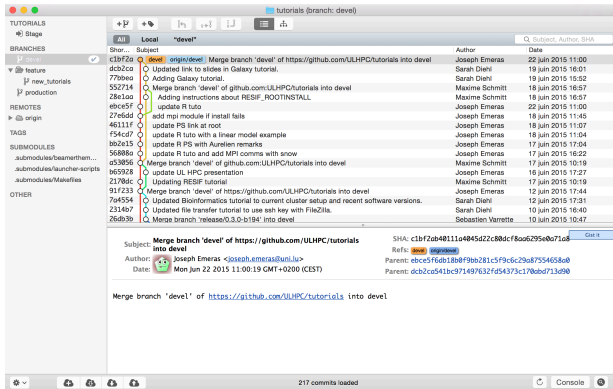 tutorials (branch: devel)
TUTORIALS
Stage
BRANCHES
devel
feature
new_tutorials
production
REMOTES
origin
TAGS
SUBMODULES
.submodules/beamerthem...
.submodules/launcher-scripts
.submodules/Makefiles
OTHER
All Local "devel" Subject, Author, SHA
Shor... Subject Author Date
c1bf2a devel origin/devel Merge branch 'devel' of https://github.com/ULHPC/tutorials into devel Joseph Emeras 22 juin 2015 11:00
dcb2ca Updated link to slides in Galaxy tutorial. Sarah Diehl 19 juin 2015 16:01
77bbea Adding Galaxy tutorial. Sarah Diehl 19 juin 2015 15:52
552714 Merge branch 'devel' of github.com:ULHPC/tutorials into devel Maxime Schmitt 18 juin 2015 16:57
28e1aa Adding instructions about RESIF_ROOTINSTALL Maxime Schmitt 18 juin 2015 16:57
ebce5f update R tuto Joseph Emeras 22 juin 2015 11:00
27e6dd add mpi module if install fails Joseph Emeras 18 juin 2015 11:45
46111f update PS link at root Joseph Emeras 18 juin 2015 11:07
f54cd7 update R tuto with a linear model example Joseph Emeras 18 juin 2015 11:04
bb2e15 update R PS with Aurelien remarks Joseph Emeras 17 juin 2015 17:04
56808a update R tuto and add MPI comms with snow Joseph Emeras 17 juin 2015 16:22
a53056 Merge branch 'devel' of github.com:ULHPC/tutorials into devel Maxime Schmitt 17 juin 2015 10:19
b65928 update UL HPC presentation Joseph Emeras 16 juin 2015 17:27
2170dc Updating RESIF tutorial Maxime Schmitt 17 juin 2015 10:19
91f233 Merge branch 'devel' of https://github.com/ULHPC/tutorials into devel Joseph Emeras 12 juin 2015 17:44
7a4554 Updated Bioinformatics tutorial to current cluster setup and recent software versions. Sarah Diehl 12 juin 2015 17:31
2314b7 Updated file transfer tutorial to use ssh key with FileZilla. Sarah Diehl 10 juin 2015 16:40
26db3b Merge branch 'release/0.3.0-b194' into devel Sebastien Varrette 10 juin 2015 10:47
Subject: Merge branch 'devel' of https://github.com/ULHPC/tutorials into devel
Author: Joseph Emeras <joseph.emeras@uni.lu>
Date: Mon Jun 22 2015 11:00:19 GMT+0200 (CEST)
SHA: c1bf2ab40111a4045d22c80dcf8aa6295e0a71a8
Gist it
Refs: devel origin/devel
Parent: ebce5f6db18b0f9bb281c5f9c6c29a87554658a0
Parent: dcb2ca541bc971497632fd54373c170abd713d90
Merge branch 'devel' of https://github.com/ULHPC/tutorials into devel
217 commits loaded
Console